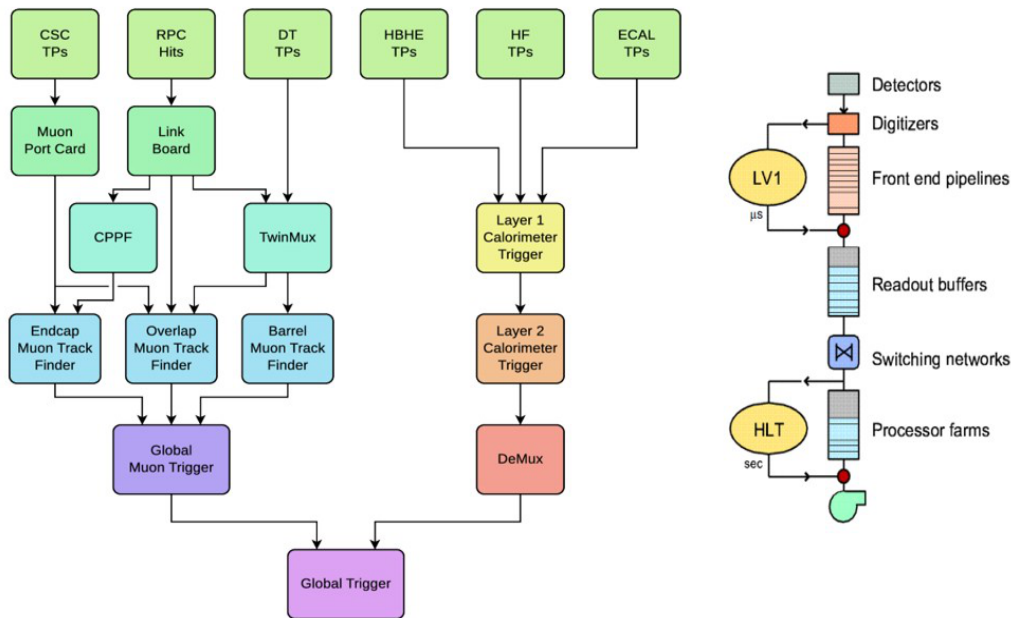 CSC
TPs
RPC
Hits
DT
TPs
HBHE
TPs
HF
TPs
ECAL
TPs
Muon
Port Card
Link
Board
CPPF
TwinMux
Layer 1
Calorimeter
Trigger
Endcap
Muon Track
Finder
Overlap
Muon Track
Finder
Barrel
Muon Track
Finder
Layer 2
Calorimeter
Trigger
Global
Muon Trigger
DeMux
Global Trigger
Detectors
Digitizers
LV1
μs
Front end pipelines
Readout buffers
Switching networks
HLT
sec
Processor farms